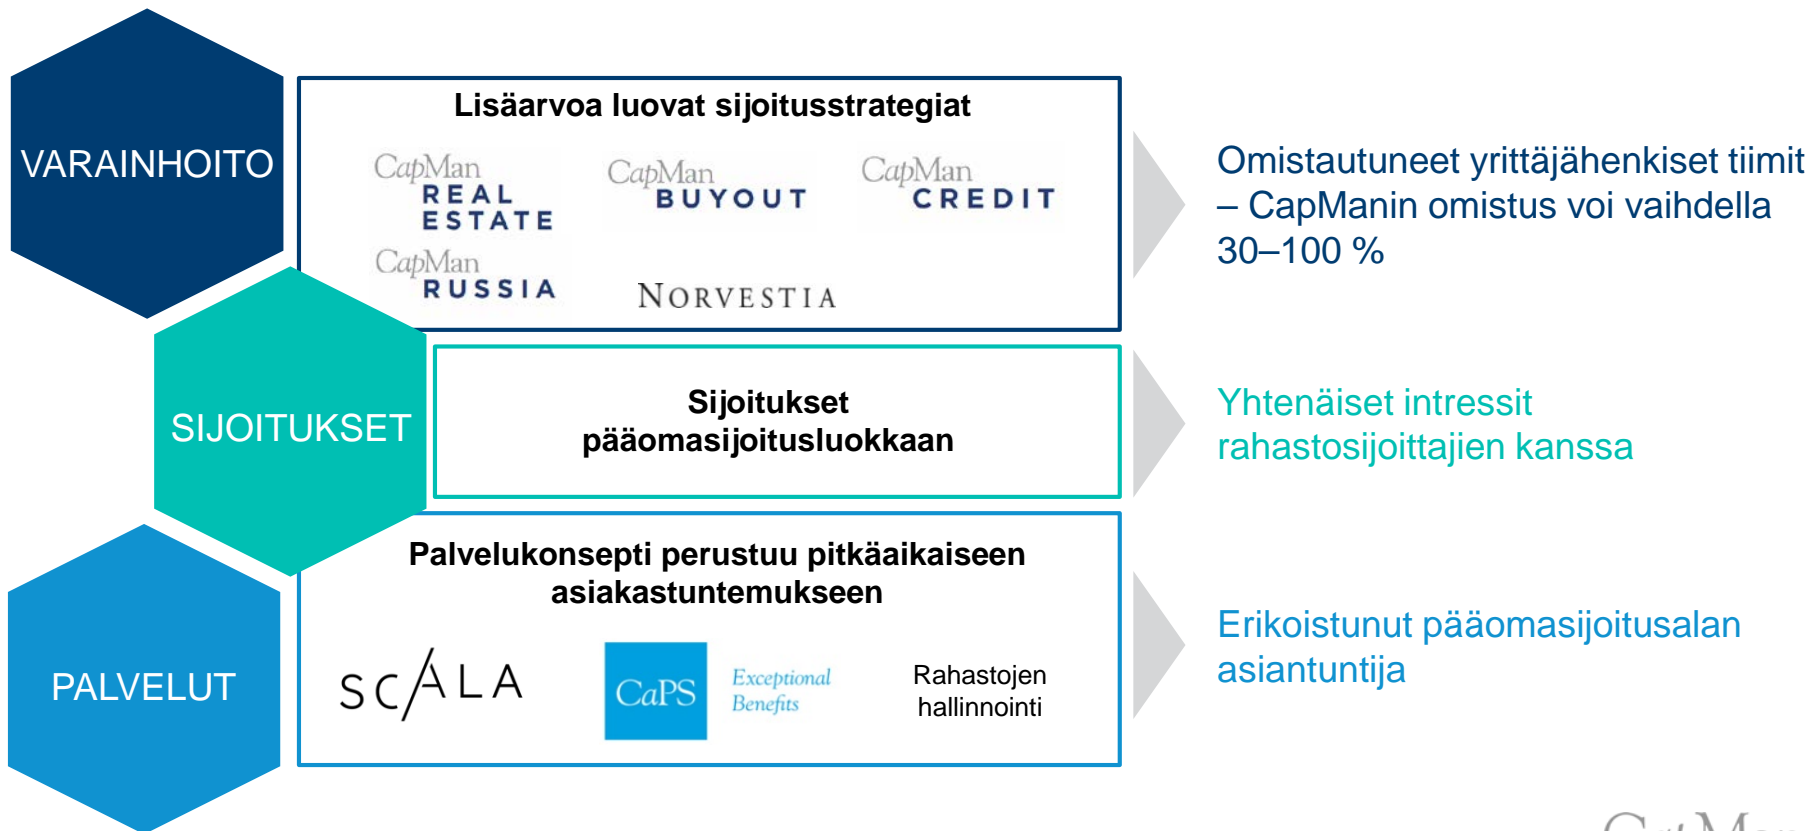 VARAINHOITO
Lisäarvoa luovat sijoitusstrategiat
CapMan
REAL
ESTATE
CapMan
BUYOUT
CapMan
CREDIT
CapMan
RUSSIA
NORVESTIA
Omistautuneet yrittäjähenkiset tiimit
– CapManin omistus voi vaihdella
30–100 %
SIJOITUKSET
Sijoitukset
pääomasijoitusluokkaan
Yhtenäiset intressit
rahastosijoittajien kanssa
PALVELUT
Palvelukonsepti perustuu pitkäaikaiseen
asiakastuntemukseen
SCALA
CaPS
Exceptional
Benefits
Rahastojen
hallinnointi
Erikoistunut pääomasijoitusalan
asiantuntija
CapMan